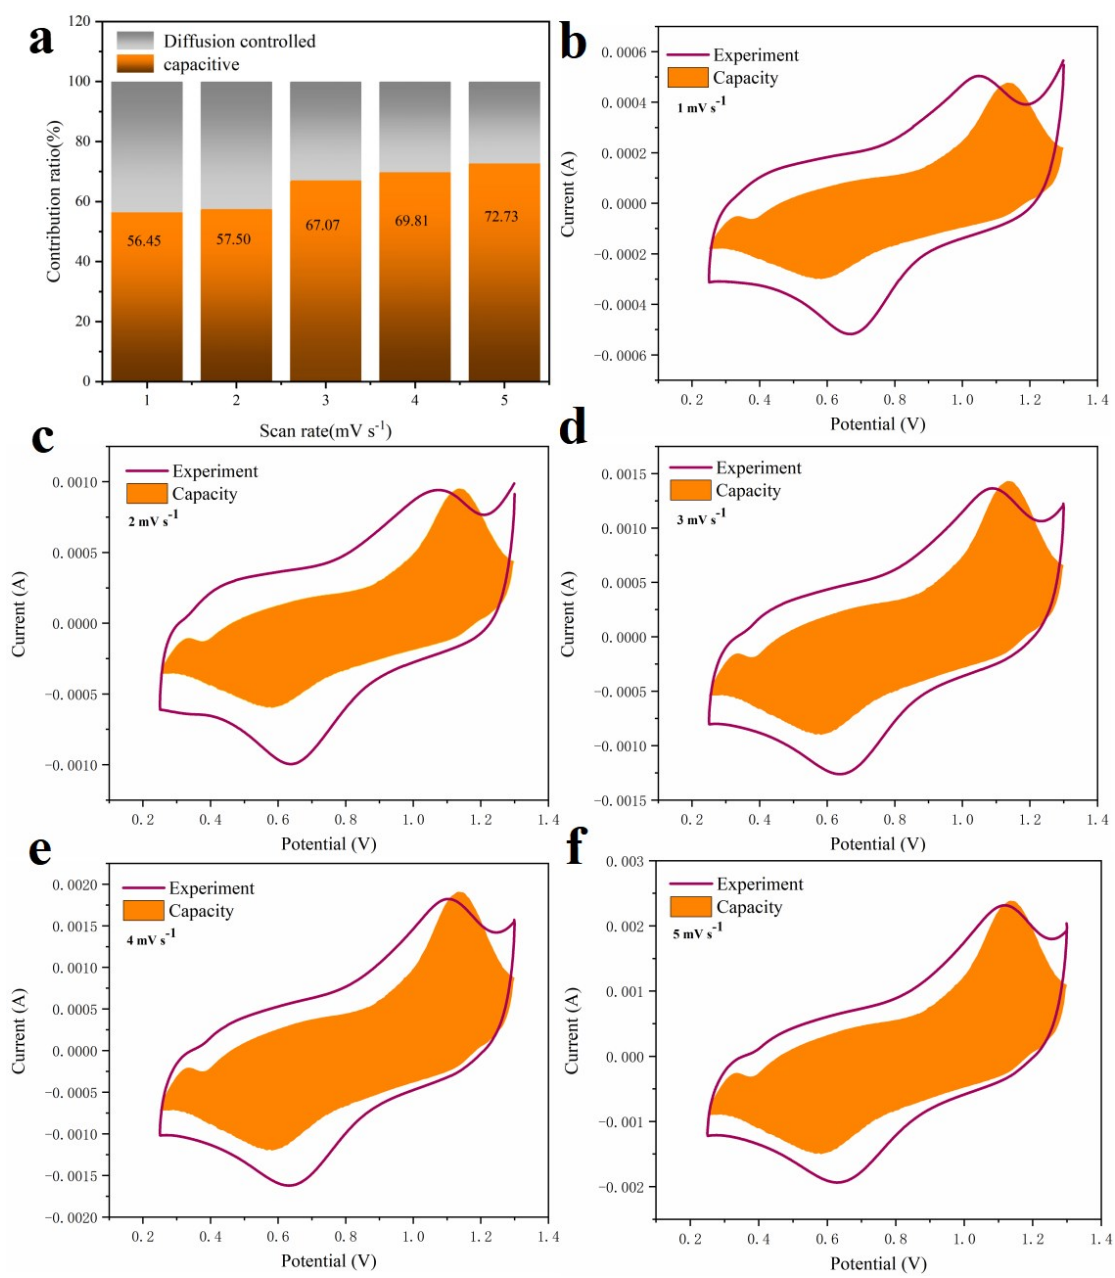 a
Diffusion controlled
capacitive
120
100
80
60
40
20
0
56.45
57.50
67.07
69.81
72.73
1
2
3
4
5
Contribution ratio(%)
Scan rate(mV s⁻¹)
b
Experiment
Capacity
1 mV s⁻¹
0.0006
0.0004
0.0002
0.0000
−0.0002
−0.0004
−0.0006
0.2
0.4
0.6
0.8
1.0
1.2
1.4
Current (A)
Potential (V)
c
Experiment
Capacity
2 mV s⁻¹
0.0010
0.0005
0.0000
−0.0005
−0.0010
0.2
0.4
0.6
0.8
1.0
1.2
1.4
Current (A)
Potential (V)
d
Experiment
Capacity
3 mV s⁻¹
0.0015
0.0010
0.0005
0.0000
−0.0005
−0.0010
−0.0015
0.2
0.4
0.6
0.8
1.0
1.2
1.4
Current (A)
Potential (V)
e
Experiment
Capacity
4 mV s⁻¹
0.0020
0.0015
0.0010
0.0005
0.0000
−0.0005
−0.0010
−0.0015
−0.0020
0.2
0.4
0.6
0.8
1.0
1.2
1.4
Current (A)
Potential (V)
f
Experiment
Capacity
5 mV s⁻¹
0.003
0.002
0.001
0.000
−0.001
−0.002
0.2
0.4
0.6
0.8
1.0
1.2
1.4
Current (A)
Potential (V)